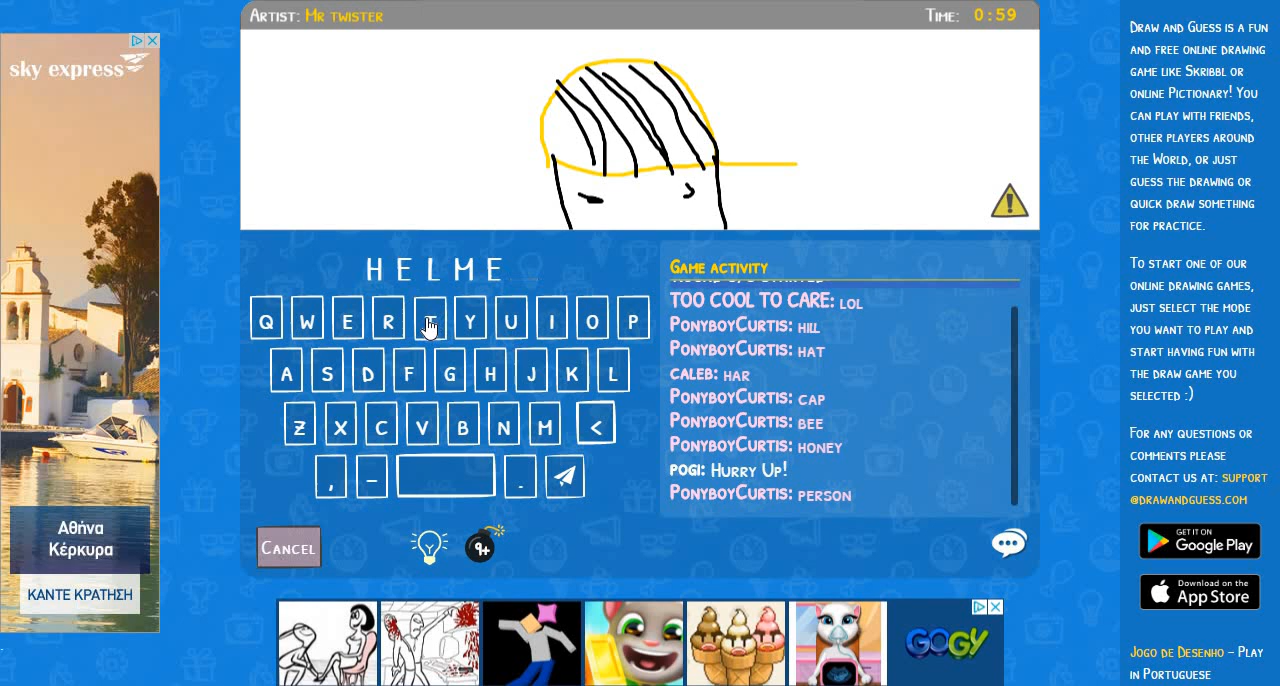 Artist: Mr twister
Time: 0:59
sky express
Αθήνα
Κέρκυρα
ΚΑΝΤΕ ΚΡΑΤΗΣΗ
HELME
Q W E R Y U I O P
A S D F G H J K L
Z X C V B N M <
, - .
Cancel
9+
Game activity
TOO COOL TO CARE: lol
PonyboyCurtis: hill
PonyboyCurtis: hat
caleb: har
PonyboyCurtis: cap
PonyboyCurtis: bee
PonyboyCurtis: honey
pogi: Hurry Up!
PonyboyCurtis: person
GOGY
Draw and Guess is a fun
and free online drawing
game like Skribbl or
online Pictionary! You
can play with friends,
other players around
the World, or just
guess the drawing or
quick draw something
for practice.
To start one of our
online drawing games,
just select the mode
you want to play and
start having fun with
the draw game you
selected :)
For any questions or
comments please
contact us at: support
@drawandguess.com
GET IT ON
Google Play
Download on the
App Store
Jogo de Desenho - Play
in Portuguese